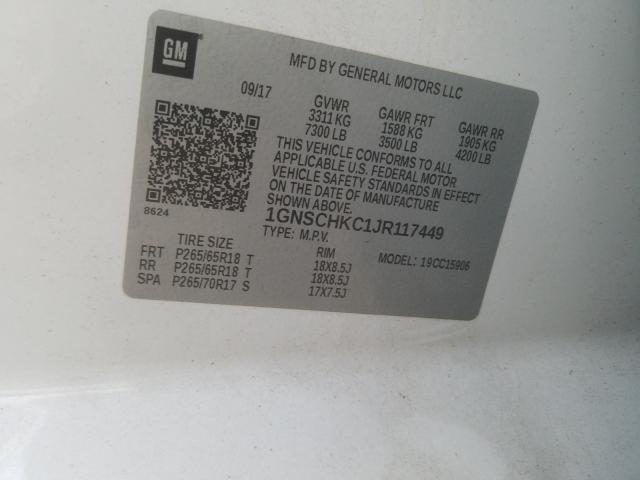 GM
MFD BY GENERAL MOTORS LLC
09/17
GVWR GAWR FRT GAWR RR
3311 KG 1588 KG 1905 KG
7300 LB 3500 LB 4200 LB
THIS VEHICLE CONFORMS TO ALL
APPLICABLE U.S. FEDERAL MOTOR
VEHICLE SAFETY STANDARDS IN EFFECT
ON THE DATE OF MANUFACTURE
SHOWN ABOVE.
8624
1GNSCHKC1JR117449
TYPE: M.P.V.
MODEL: 19CC15906
TIRE SIZE RIM
FRT P265/65R18 T 18X8.5J
RR P265/65R18 T 18X8.5J
SPA P265/70R17 S 17X7.5J